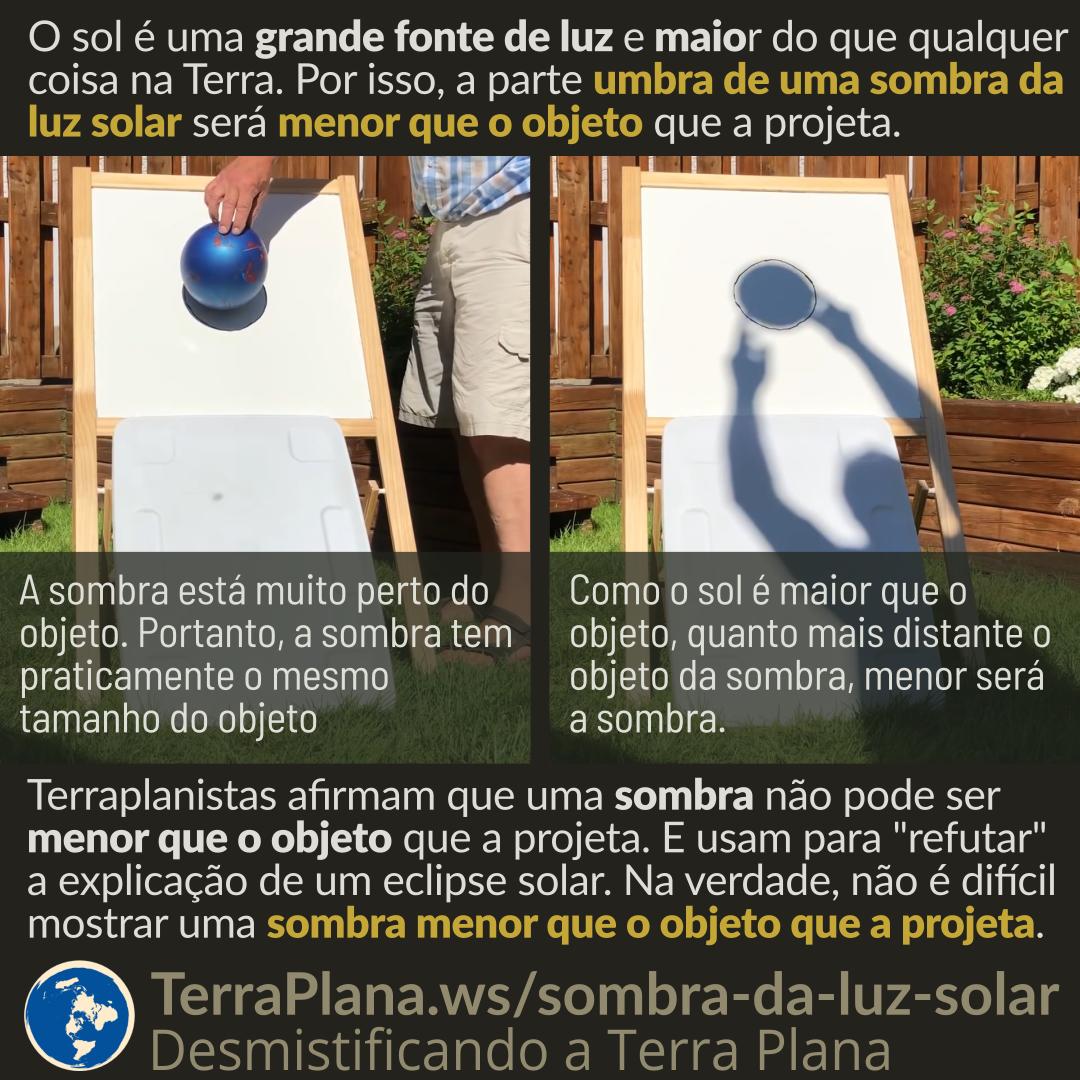 O sol é uma grande fonte de luz e maior do que qualquer
coisa na Terra. Por isso, a parte umbra de uma sombra da
luz solar será menor que o objeto que a projeta.
A sombra está muito perto do
objeto. Portanto, a sombra tem
praticamente o mesmo
tamanho do objeto
Como o sol é maior que o
objeto, quanto mais distante o
objeto da sombra, menor será
a sombra.
Terraplanistas afirmam que uma sombra não pode ser
menor que o objeto que a projeta. E usam para "refutar"
a explicação de um eclipse solar. Na verdade, não é difícil
mostrar uma sombra menor que o objeto que a projeta.
TerraPlana.ws/sombra-da-luz-solar
Desmistificando a Terra Plana